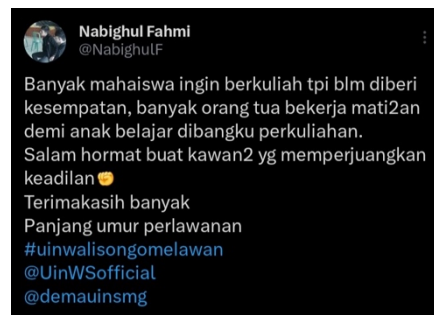 Nabighul Fahmi
@NabighulF
Banyak mahaiswa ingin berkuliah tpi blm diberi
kesempatan, banyak orang tua bekerja mati2an
demi anak belajar dibangku perkuliahan.
Salam hormat buat kawan2 yg memperjuangkan
keadilan✊
Terimakasih banyak
Panjang umur perlawanan
#uinwalisongomelawan
@UinWSofficial
@demauinsmg